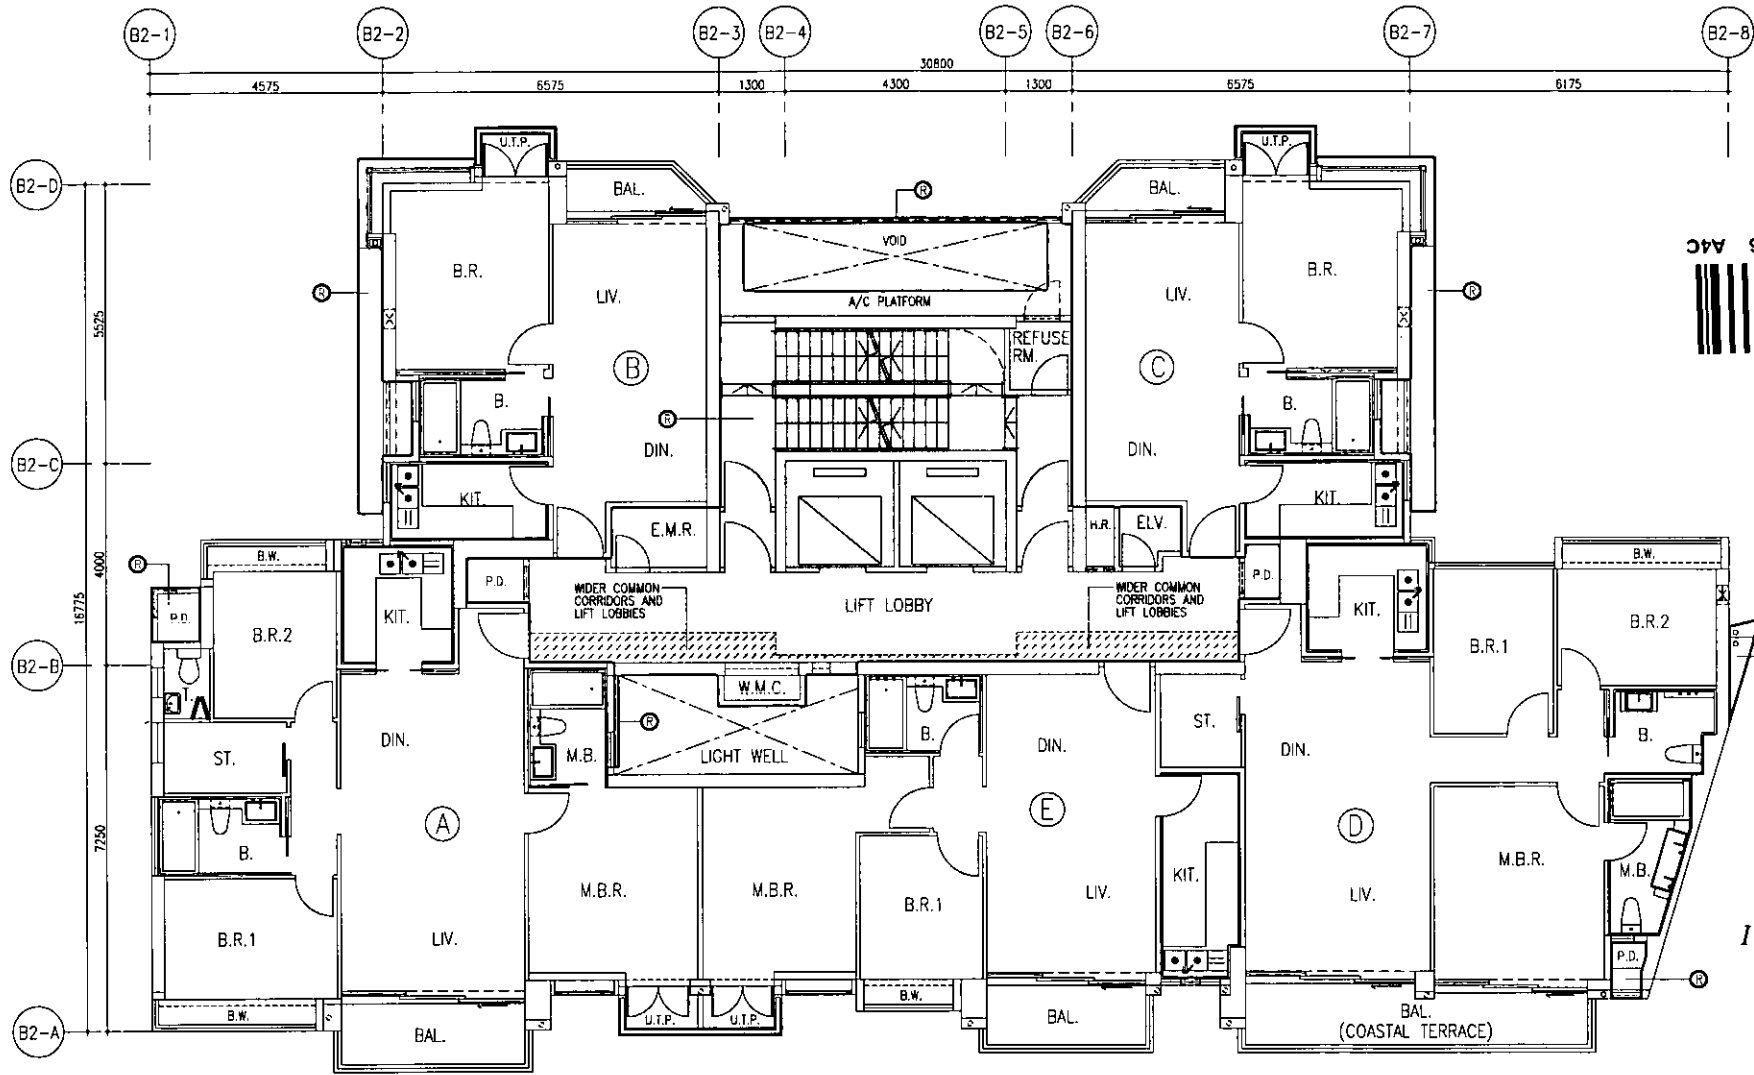 B2-1 B2-2 B2-3 B2-4 B2-5 B2-6 B2-7 B2-8
30800
4575 6575 1300 4300 1300 6575 6175
U.T.P. U.T.P.
B2-D
BAL. R BAL.
VOID
A4C
B.R. LIV. LIV. B.R.
R A/C PLATFORM R
5525
REFUSE
RM.
B C
B. R B.
DIN. DIN.
B2-C
KIT. KIT.
E.M.R. H.R. ELV.
B.W. B.W.
R
4000
16775
P.D. P.D.
WIDER COMMON
CORRIDORS AND
LIFT LOBBIES
LIFT LOBBY
WIDER COMMON
CORRIDORS AND
LIFT LOBBIES
P.D. KIT. KIT.
B.R.2 B.R.1 B.R.2
B2-B
T. W.M.C.
R
ST. DIN. M.B. LIGHT WELL B. DIN. ST. DIN. B.
7250
A E D
B. M.B.R. M.B.R. KIT. M.B.R. M.B.
B.R.1 LIV. B.R.1 LIV. LIV.
I
P.D.
R
B.W. B.W.
U.T.P. U.T.P.
B2-A
BAL. BAL. BAL.
(COASTAL TERRACE)